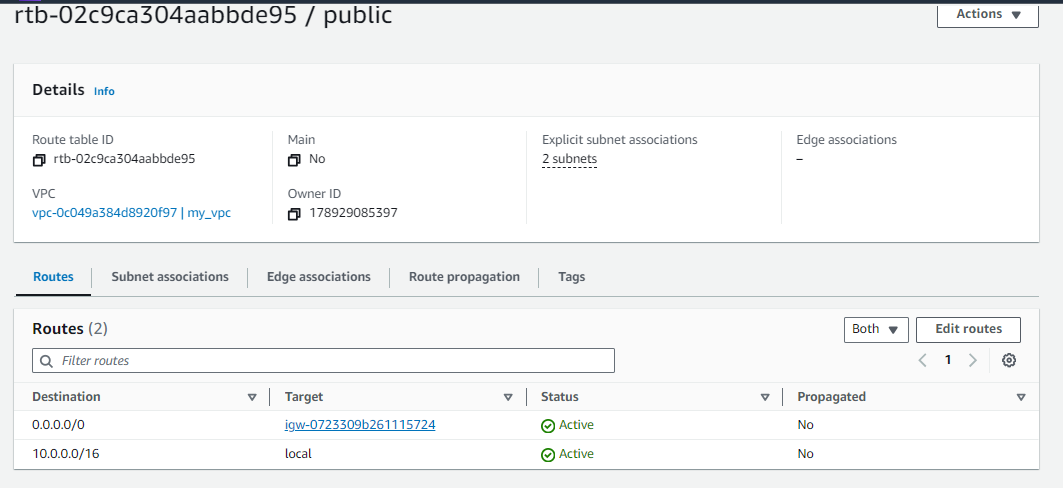 rtb-02c9ca304aabbde95 / public
Actions
Details Info
Route table ID
rtb-02c9ca304aabbde95
Main
No
Explicit subnet associations
2 subnets
Edge associations
–
VPC
vpc-0c049a384d8920f97 | my_vpc
Owner ID
178929085397
Routes Subnet associations Edge associations Route propagation Tags
Routes (2)
Both
Edit routes
Filter routes
1
Destination Target Status Propagated
0.0.0.0/0 igw-0723309b261115724 Active No
10.0.0.0/16 local Active No